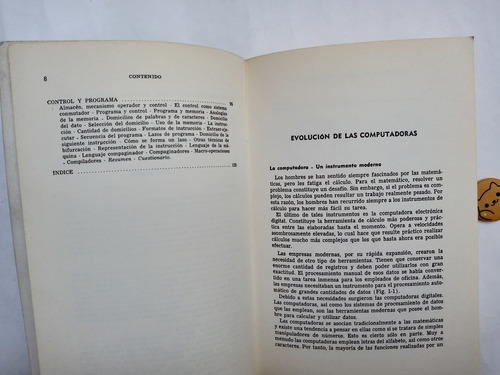 8 CONTENIDO
CONTROL Y PROGRAMA
Almacén, mecanismo operador y control - El control como sistema
conmutador - Programa y control - Programa y memoria - Analogías
de la memoria - Domicilios de palabras y de caracteres - Domicilio
del dato - Selección del domicilio - Uso de la memoria - La instruc-
ción - Cantidad de domicilios - Formatos de instrucción - Extraer-eje-
cutar - Secuencia del programa - Lazos de programa - Domicilio de la
siguiente instrucción - Cómo se forma un lazo - Otras técnicas de
bifurcación - Representación de la instrucción - Lenguaje de la má-
quina - Lenguaje convencional - Compaginadores - Macro-operaciones
- Compiladores - Resumen - Cuestionario.
INDICE
EVOLUCIÓN DE LAS COMPUTADORAS
La computadora - Un instrumento moderno
Los hombres se han sentido siempre fascinados por las matemá-
ticas, pero les fatiga el cálculo. Para el matemático, resolver un
problema constituye un desafío. Sin embargo, si el problema es com-
plejo, los cálculos pueden resultar un trabajo realmente pesado. Por
esta razón, los hombres han recurrido siempre a los instrumentos de
cálculo para hacer más fácil su tarea.
El último de tales instrumentos es la computadora electrónica
digital. Constituye la herramienta de cálculo más poderosa y prác-
tica entre las elaboradas hasta el momento. Opera a velocidades
asombrosamente elevadas, lo cual hace que resulte práctico realizar
cálculos mucho más complejos que los que hasta ahora era posible
efectuar.
Las empresas modernas, por su rápida expansión, crearon la
necesidad de otro tipo de herramientas. Tienen que conservar una
enorme cantidad de registros y deben poder utilizarlos con gran
exactitud. El procesamiento manual de esos datos se había conver-
tido en una tarea inmensa para los empleados de oficina. Además, las
empresas necesitaban un instrumento para el procesamiento auto-
mático de grandes cantidades de datos (Fig. 1-1).
Debido a estas necesidades surgieron las computadoras digitales.
Las computadoras, así como los sistemas de procesamiento de datos
que las emplean, son las herramientas modernas que posee el hom-
bre para calcular y utilizar datos.
Las computadoras se asocian tradicionalmente a las matemáticas
y existe una tendencia a pensar en ellas como si se tratara de simples
manipuladores de números. Esto es cierto sólo en parte. Muy a
menudo, las computadoras emplean letras del alfabeto, así como otros
caracteres. Por tanto, la mayoría de las funciones realizadas por un